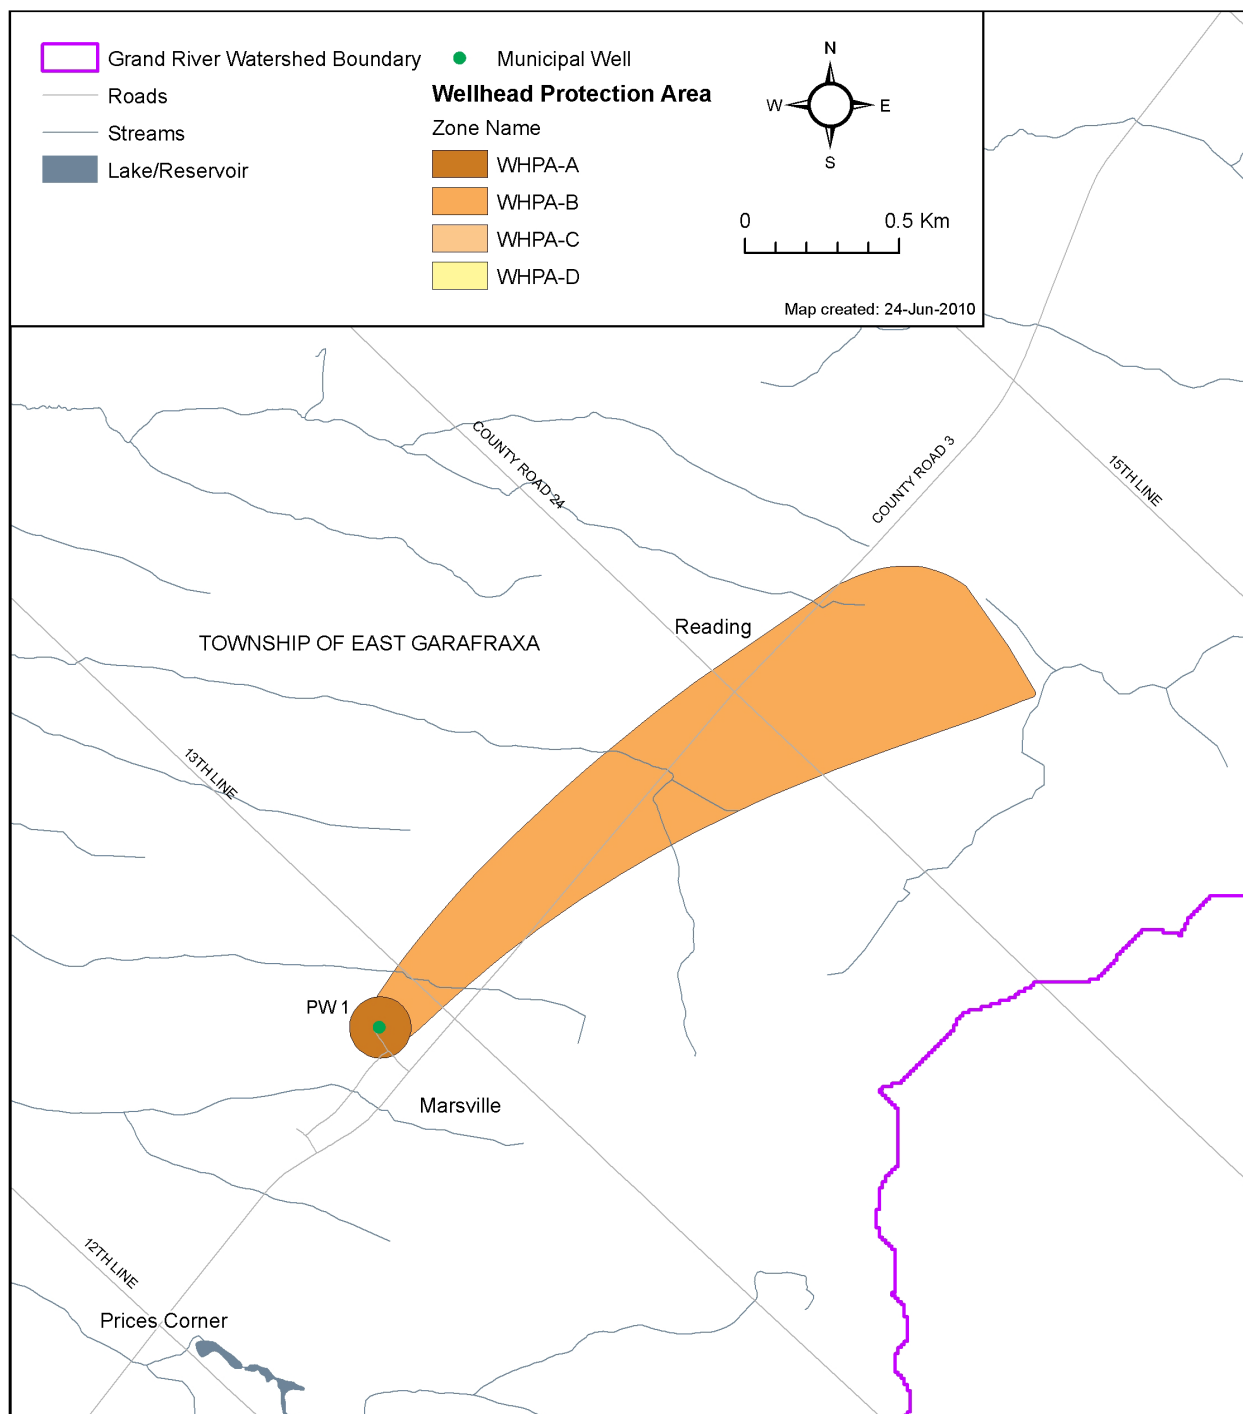 Grand River Watershed Boundary
Roads
Streams
Lake/Reservoir
Municipal Well
Wellhead Protection Area
Zone Name
WHPA-A
WHPA-B
WHPA-C
WHPA-D
N
W E
S
0 0.5 Km
Map created: 24-Jun-2010
COUNTY ROAD 24
COUNTY ROAD 3
15TH LINE
Reading
TOWNSHIP OF EAST GARAFRAXA
13TH LINE
PW 1
Marsville
12TH LINE
Prices Corner